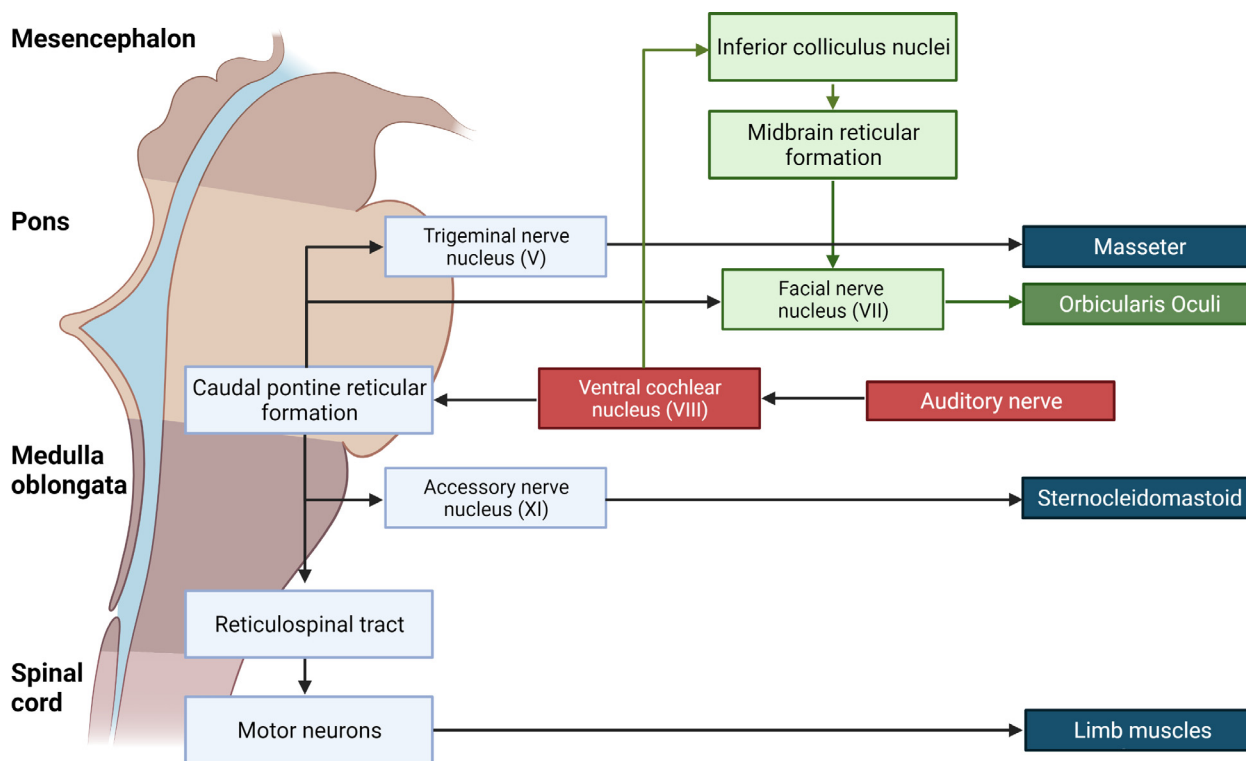 Mesencephalon
Inferior colliculus nuclei
Midbrain reticular
formation
Pons
Trigeminal nerve
nucleus (V)
Masseter
Facial nerve
nucleus (VII)
Orbicularis Oculi
Caudal pontine reticular
formation
Ventral cochlear
nucleus (VIII)
Auditory nerve
Medulla
oblongata
Accessory nerve
nucleus (XI)
Sternocleidomastoid
Reticulospinal tract
Spinal
cord
Motor neurons
Limb muscles